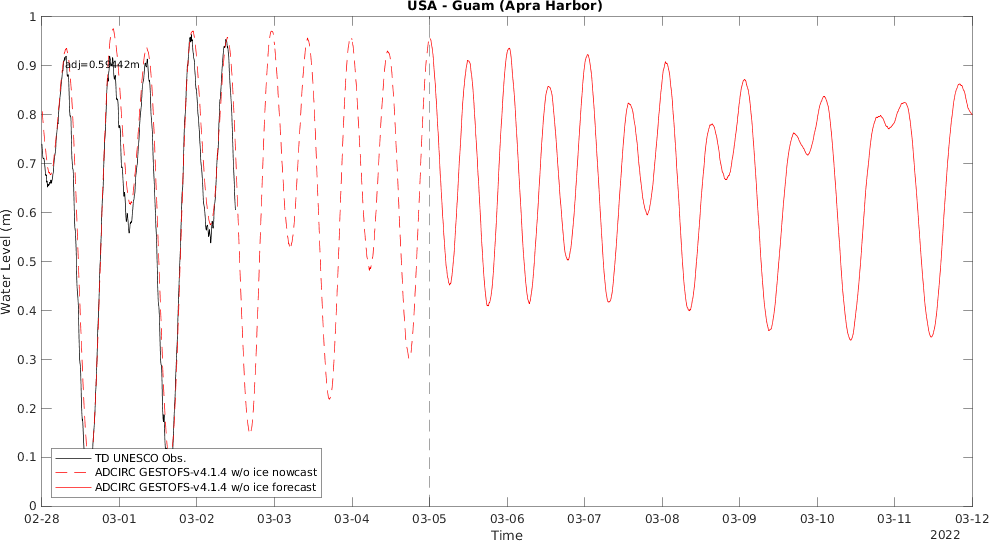 USA - Guam (Apra Harbor)
1
0.9
0.8
0.7
0.6
0.5
0.4
0.3
0.2
0.1
0
Water Level (m)
adj=0.59442m
TD UNESCO Obs.
ADCIRC GESTOFS-v4.1.4 w/o ice nowcast
ADCIRC GESTOFS-v4.1.4 w/o ice forecast
02-28 03-01 03-02 03-03 03-04 03-05 03-06 03-07 03-08 03-09 03-10 03-11 03-12
Time
2022